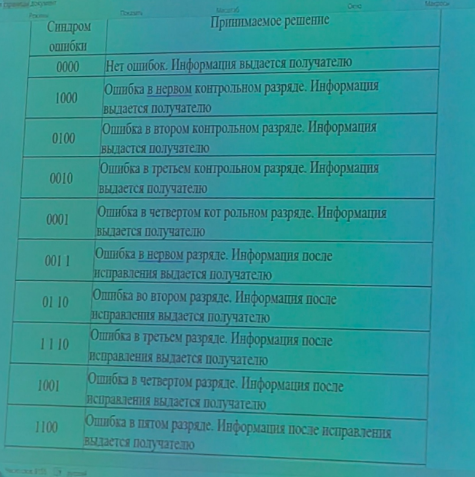 Синдром
ошибки
Принимаемое решение
0000
Нет ошибок. Информация выдается получателю
1000
Ошибка в нервом контрольном разряде. Информация
выдается получателю
0100
Ошибка в втором контрольном разряде. Информация
выдастся получателю
0010
Ошибка в третьем контрольном разряде. Информация
выдается получателю
0001
Ошибка в четвертом кот рольном разряде. Информация
выдается получателю
001 1
Ошибка в нервом разряде. Информация после
исправления выдается получателю
01 10
Ошибка во втором разряде. Информация после
исправления выдается получателю
1 1 10
Ошибка в третьем разряде. Информация после
исправления выдается получателю
1001
Ошибка в четвертом разряде. Информация после
исправления выдается получателю
1100
Ошибка в пятом разряде. Информация после исправления
выдается получателю